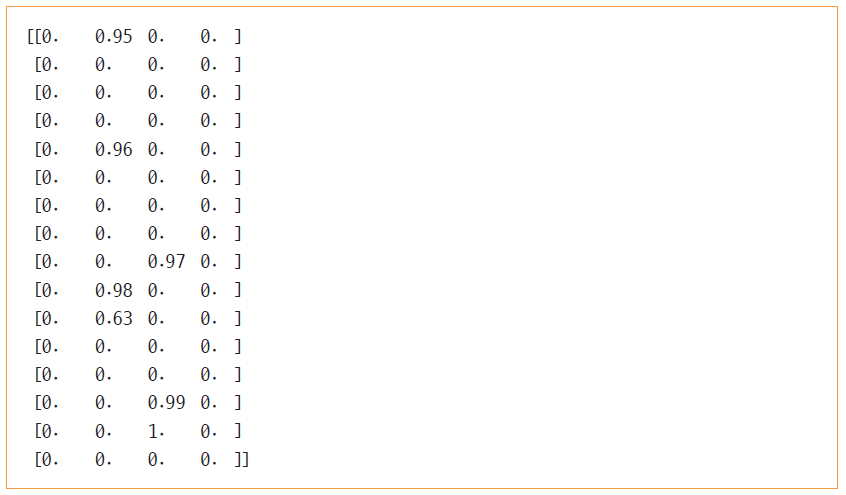 [[0.   0.95 0.   0.  ]
 [0.   0.   0.   0.  ]
 [0.   0.   0.   0.  ]
 [0.   0.   0.   0.  ]
 [0.   0.96 0.   0.  ]
 [0.   0.   0.   0.  ]
 [0.   0.   0.   0.  ]
 [0.   0.   0.   0.  ]
 [0.   0.   0.97 0.  ]
 [0.   0.98 0.   0.  ]
 [0.   0.63 0.   0.  ]
 [0.   0.   0.   0.  ]
 [0.   0.   0.   0.  ]
 [0.   0.   0.99 0.  ]
 [0.   0.   1.   0.  ]
 [0.   0.   0.   0.  ]]